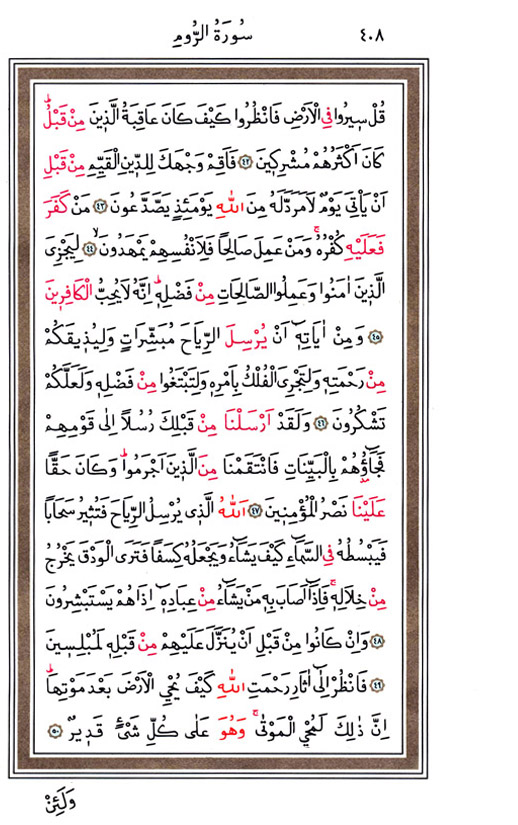 ٤٠٨ سُورَةُ الرُّومِ
قُلْ سٖيرُوا فِي الْاَرْضِ فَانْظُرُوا كَيْفَ كَانَ عَاقِبَةُ الَّذٖينَ مِنْ قَبْلُۜ
كَانَ اَكْثَرُهُمْ مُشْرِكٖينَ ﴿٤٢﴾ فَاَقِمْ وَجْهَكَ لِلدّٖينِ الْقَيِّمِ مِنْ قَبْلِ
اَنْ يَأْتِيَ يَوْمٌ لَا مَرَدَّ لَهُ مِنَ اللّٰهِ يَوْمَئِذٍ يَصَّدَّعُونَ ﴿٤٣﴾ مَنْ كَفَرَ
فَعَلَيْهِ كُفْرُهُۚ وَمَنْ عَمِلَ صَالِحًا فَلِاَنْفُسِهِمْ يَمْهَدُونَۙ ﴿٤٤﴾ لِيَجْزِيَ
الَّذٖينَ اٰمَنُوا وَعَمِلُوا الصَّالِحَاتِ مِنْ فَضْلِهٖۜ اِنَّهُ لَا يُحِبُّ الْكَافِرٖينَ
﴿٤٥﴾ وَمِنْ اٰيَاتِهٖٓ اَنْ يُرْسِلَ الرِّيَاحَ مُبَشِّرَاتٍ وَلِيُذٖيقَكُمْ
مِنْ رَحْمَتِهٖ وَلِتَجْرِيَ الْفُلْكُ بِاَمْرِهٖ وَلِتَبْتَغُوا مِنْ فَضْلِهٖ وَلَعَلَّكُمْ
تَشْكُرُونَ ﴿٤٦﴾ وَلَقَدْ اَرْسَلْنَا مِنْ قَبْلِكَ رُسُلًا اِلٰى قَوْمِهِمْ
فَجَٓاؤُ۫هُمْ بِالْبَيِّنَاتِ فَانْتَقَمْنَا مِنَ الَّذٖينَ اَجْرَمُواۜ وَكَانَ حَقًّا
عَلَيْنَا نَصْرُ الْمُؤْمِنٖينَ ﴿٤٧﴾ اَللّٰهُ الَّذٖي يُرْسِلُ الرِّيَاحَ فَتُثٖيرُ سَحَابًا
فَيَبْسُطُهُ فِي السَّمَٓاءِ كَيْفَ يَشَٓاءُ وَيَجْعَلُهُ كِسَفًا فَتَرَى الْوَدْقَ يَخْرُجُ
مِنْ خِلَالِهٖۚ فَاِذَٓا اَصَابَ بِهٖ مَنْ يَشَٓاءُ مِنْ عِبَادِهٖٓ اِذَا هُمْ يَسْتَبْشِرُونَ
﴿٤٨﴾ وَاِنْ كَانُوا مِنْ قَبْلِ اَنْ يُنَزَّلَ عَلَيْهِمْ مِنْ قَبْلِهٖ لَمُبْلِسٖينَ
﴿٤٩﴾ فَانْظُرْ اِلٰٓى اٰثَارِ رَحْمَتِ اللّٰهِ كَيْفَ يُحْيِي الْاَرْضَ بَعْدَ مَوْتِهَاۜ
اِنَّ ذٰلِكَ لَمُحْيِي الْمَوْتٰىۚ وَهُوَ عَلٰى كُلِّ شَيْءٍ قَدٖيرٌ ﴿٥٠﴾
وَلَئِنْ